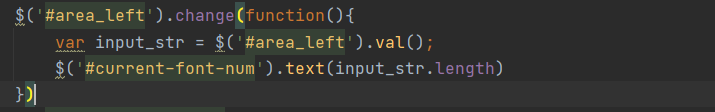 $('#area_left').change(function(){
    var input_str = $('#area_left').val();
    $('#current-font-num').text(input_str.length)
})